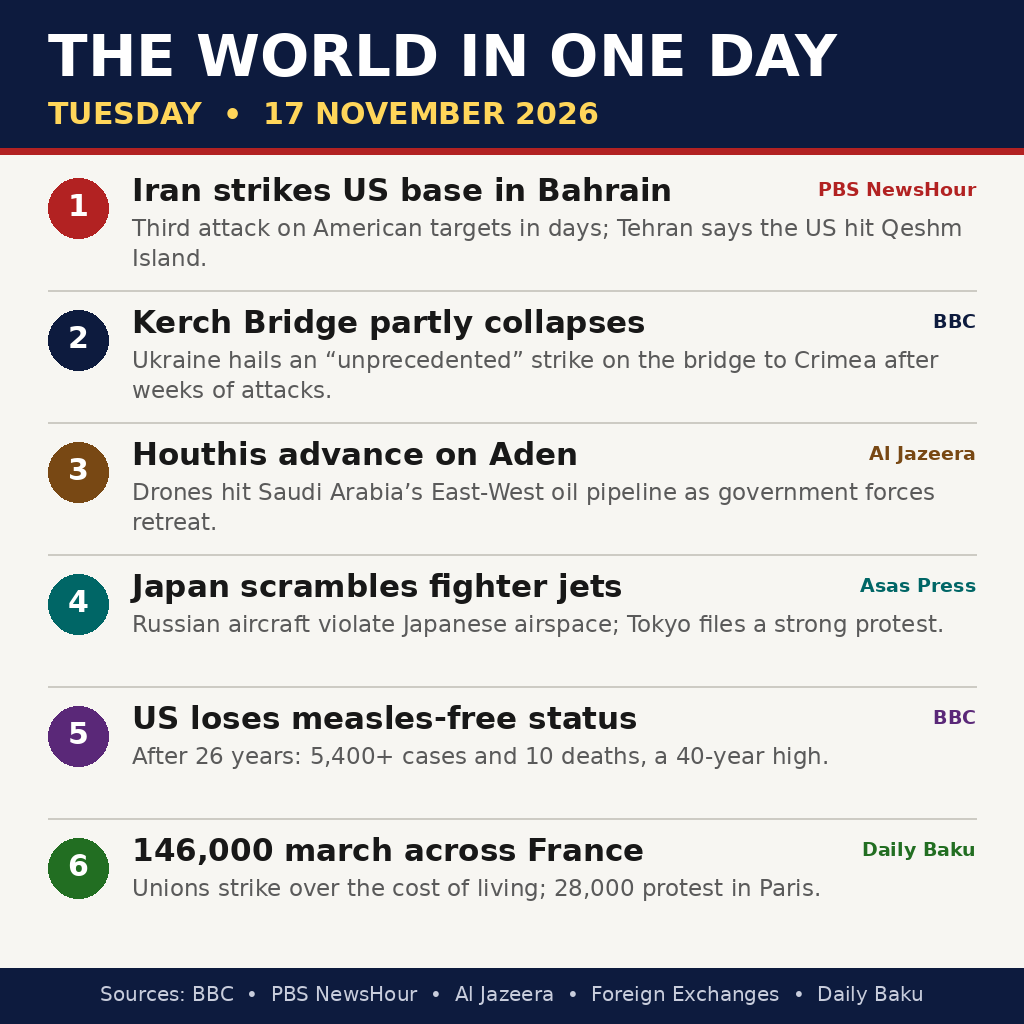 THE WORLD IN ONE DAY
TUESDAY • 17 NOVEMBER 2026
1
Iran strikes US base in Bahrain
PBS NewsHour
Third attack on American targets in days; Tehran says the US hit Qeshm
Island.
2
Kerch Bridge partly collapses
BBC
Ukraine hails an “unprecedented” strike on the bridge to Crimea after
weeks of attacks.
3
Houthis advance on Aden
Al Jazeera
Drones hit Saudi Arabia’s East-West oil pipeline as government forces
retreat.
4
Japan scrambles fighter jets
Asas Press
Russian aircraft violate Japanese airspace; Tokyo files a strong protest.
5
US loses measles-free status
BBC
After 26 years: 5,400+ cases and 10 deaths, a 40-year high.
6
146,000 march across France
Daily Baku
Unions strike over the cost of living; 28,000 protest in Paris.
Sources: BBC • PBS NewsHour • Al Jazeera • Foreign Exchanges • Daily Baku